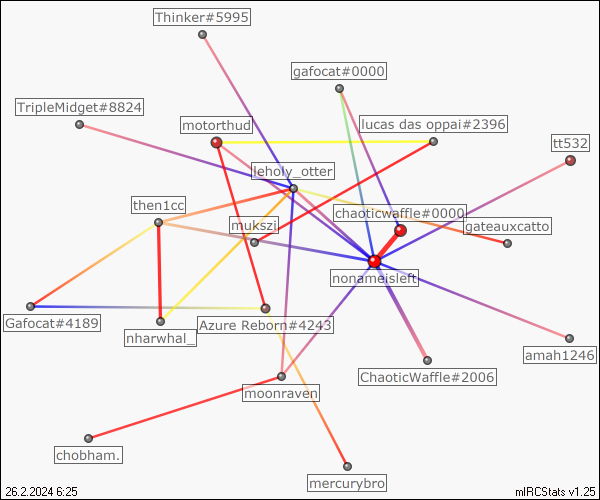 Thinker#5995
gafocat#0000
TripleMidget#8824
motorthud
lucas das oppai#2396
tt532
leholy_otter
then1cc
chaoticwaffle#0000
mukszi
gateauxcatto
nonameisleft
Gafocat#4189
Azure Reborn#4243
nharwhal_
amah1246
ChaoticWaffle#2006
moonraven
chobham.
mercurybro
26.2.2024 6:25
mIRCStats v1.25